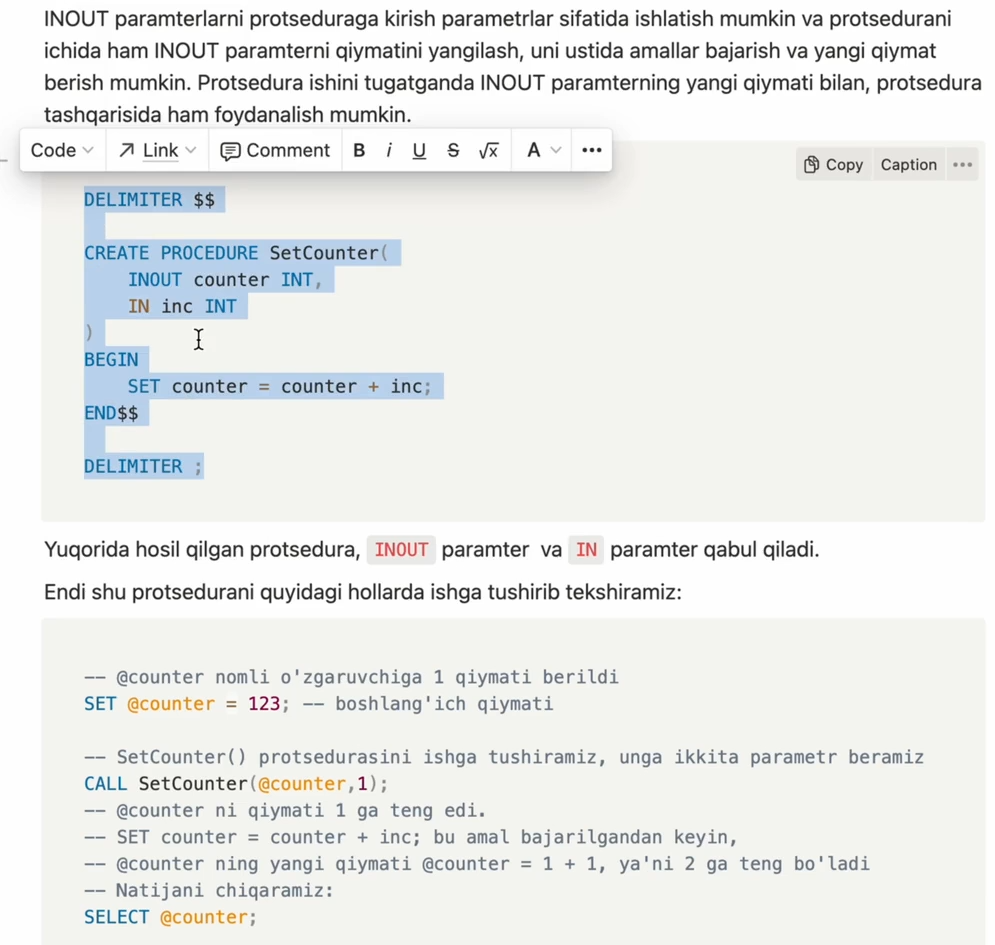 INOUT paramterlarni protseduraga kirish parametrlar sifatida ishlatish mumkin va protsedurani
ichida ham INOUT paramterni qiymatini yangilash, uni ustida amallar bajarish va yangi qiymat
berish mumkin. Protsedura ishini tugatganda INOUT paramterning yangi qiymati bilan, protsedura
tashqarisida ham foydanalish mumkin.
Code Link Comment B i U S √x A •••
Copy Caption •••
DELIMITER $$
CREATE PROCEDURE SetCounter(
INOUT counter INT,
IN inc INT
)
BEGIN
SET counter = counter + inc;
END$$
DELIMITER ;
Yuqorida hosil qilgan protsedura, INOUT paramter va IN paramter qabul qiladi.
Endi shu protsedurani quyidagi hollarda ishga tushirib tekshiramiz:
-- @counter nomli o'zgaruvchiga 1 qiymati berildi
SET @counter = 123; -- boshlang'ich qiymati
-- SetCounter() protsedurasini ishga tushiramiz, unga ikkita parametr beramiz
CALL SetCounter(@counter,1);
-- @counter ni qiymati 1 ga teng edi.
-- SET counter = counter + inc; bu amal bajarilgandan keyin,
-- @counter ning yangi qiymati @counter = 1 + 1, ya'ni 2 ga teng bo'ladi
-- Natijani chiqaramiz:
SELECT @counter;